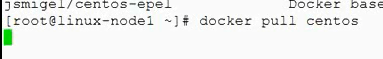 jsmigel/centos-epel Docker base
[root@linux-node1 ~]# docker pull centos